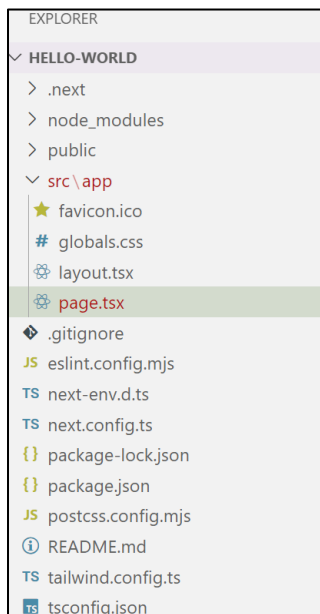 EXPLORER
HELLO-WORLD
.next
node_modules
public
src\app
favicon.ico
# globals.css
layout.tsx
page.tsx
.gitignore
JS eslint.config.mjs
TS next-env.d.ts
TS next.config.ts
{} package-lock.json
{} package.json
JS postcss.config.mjs
README.md
TS tailwind.config.ts
TS tsconfig.json